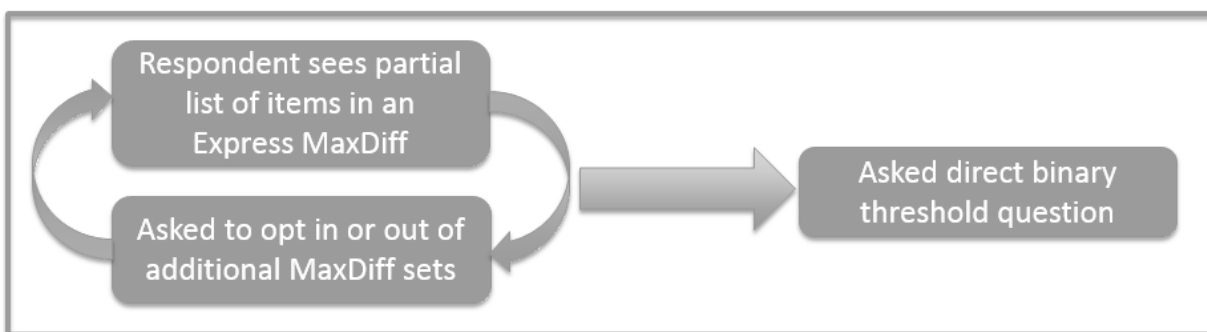 Respondent sees partial
list of items in an
Express MaxDiff
Asked to opt in or out of
additional MaxDiff sets
Asked direct binary
threshold question